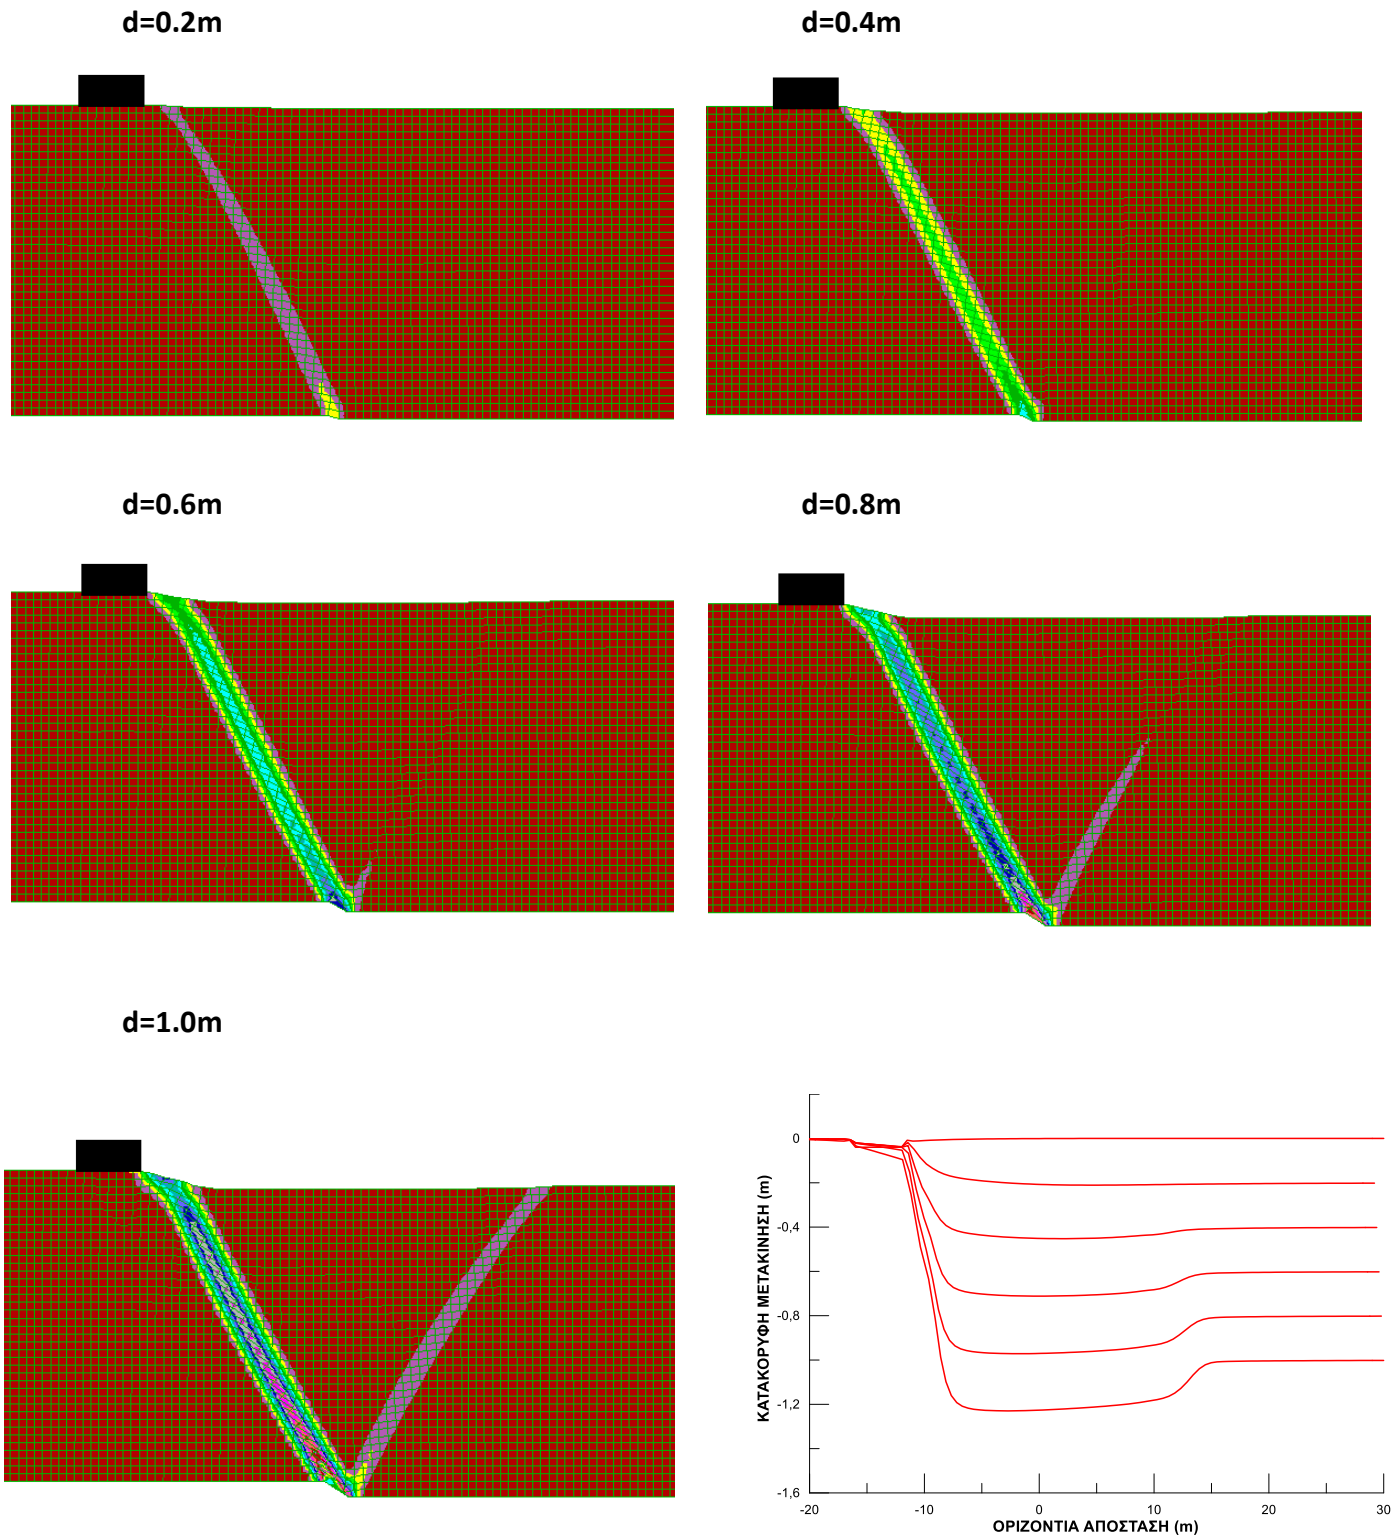 d=0.2m
d=0.4m
d=0.6m
d=0.8m
d=1.0m
ΚΑΤΑΚΟΡΥΦΗ ΜΕΤΑΚΙΝΗΣΗ (m)
0
-0,4
-0,8
-1,2
-1,6
-20 -10 0 10 20 30
ΟΡΙΖΟΝΤΙΑ ΑΠΟΣΤΑΣΗ (m)